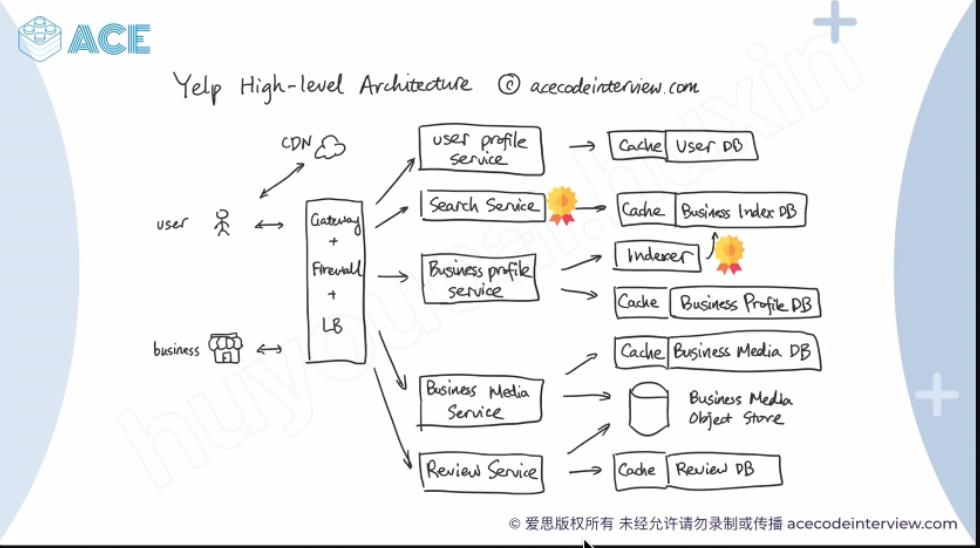 ACE
Yelp High-level Architecture © acecodeinterview.com
CDN
user
business
Gateway
+
Firewall
+
LB
user profile
service
Cache
User DB
Search Service
Cache
Business Index DB
Business profile
service
Indexer
Cache
Business Profile DB
Business Media
Service
Cache
Business Media DB
Business Media
Object Store
Review Service
Cache
Review DB
© 爱思版权所有 未经允许请勿录制或传播 acecodeinterview.com